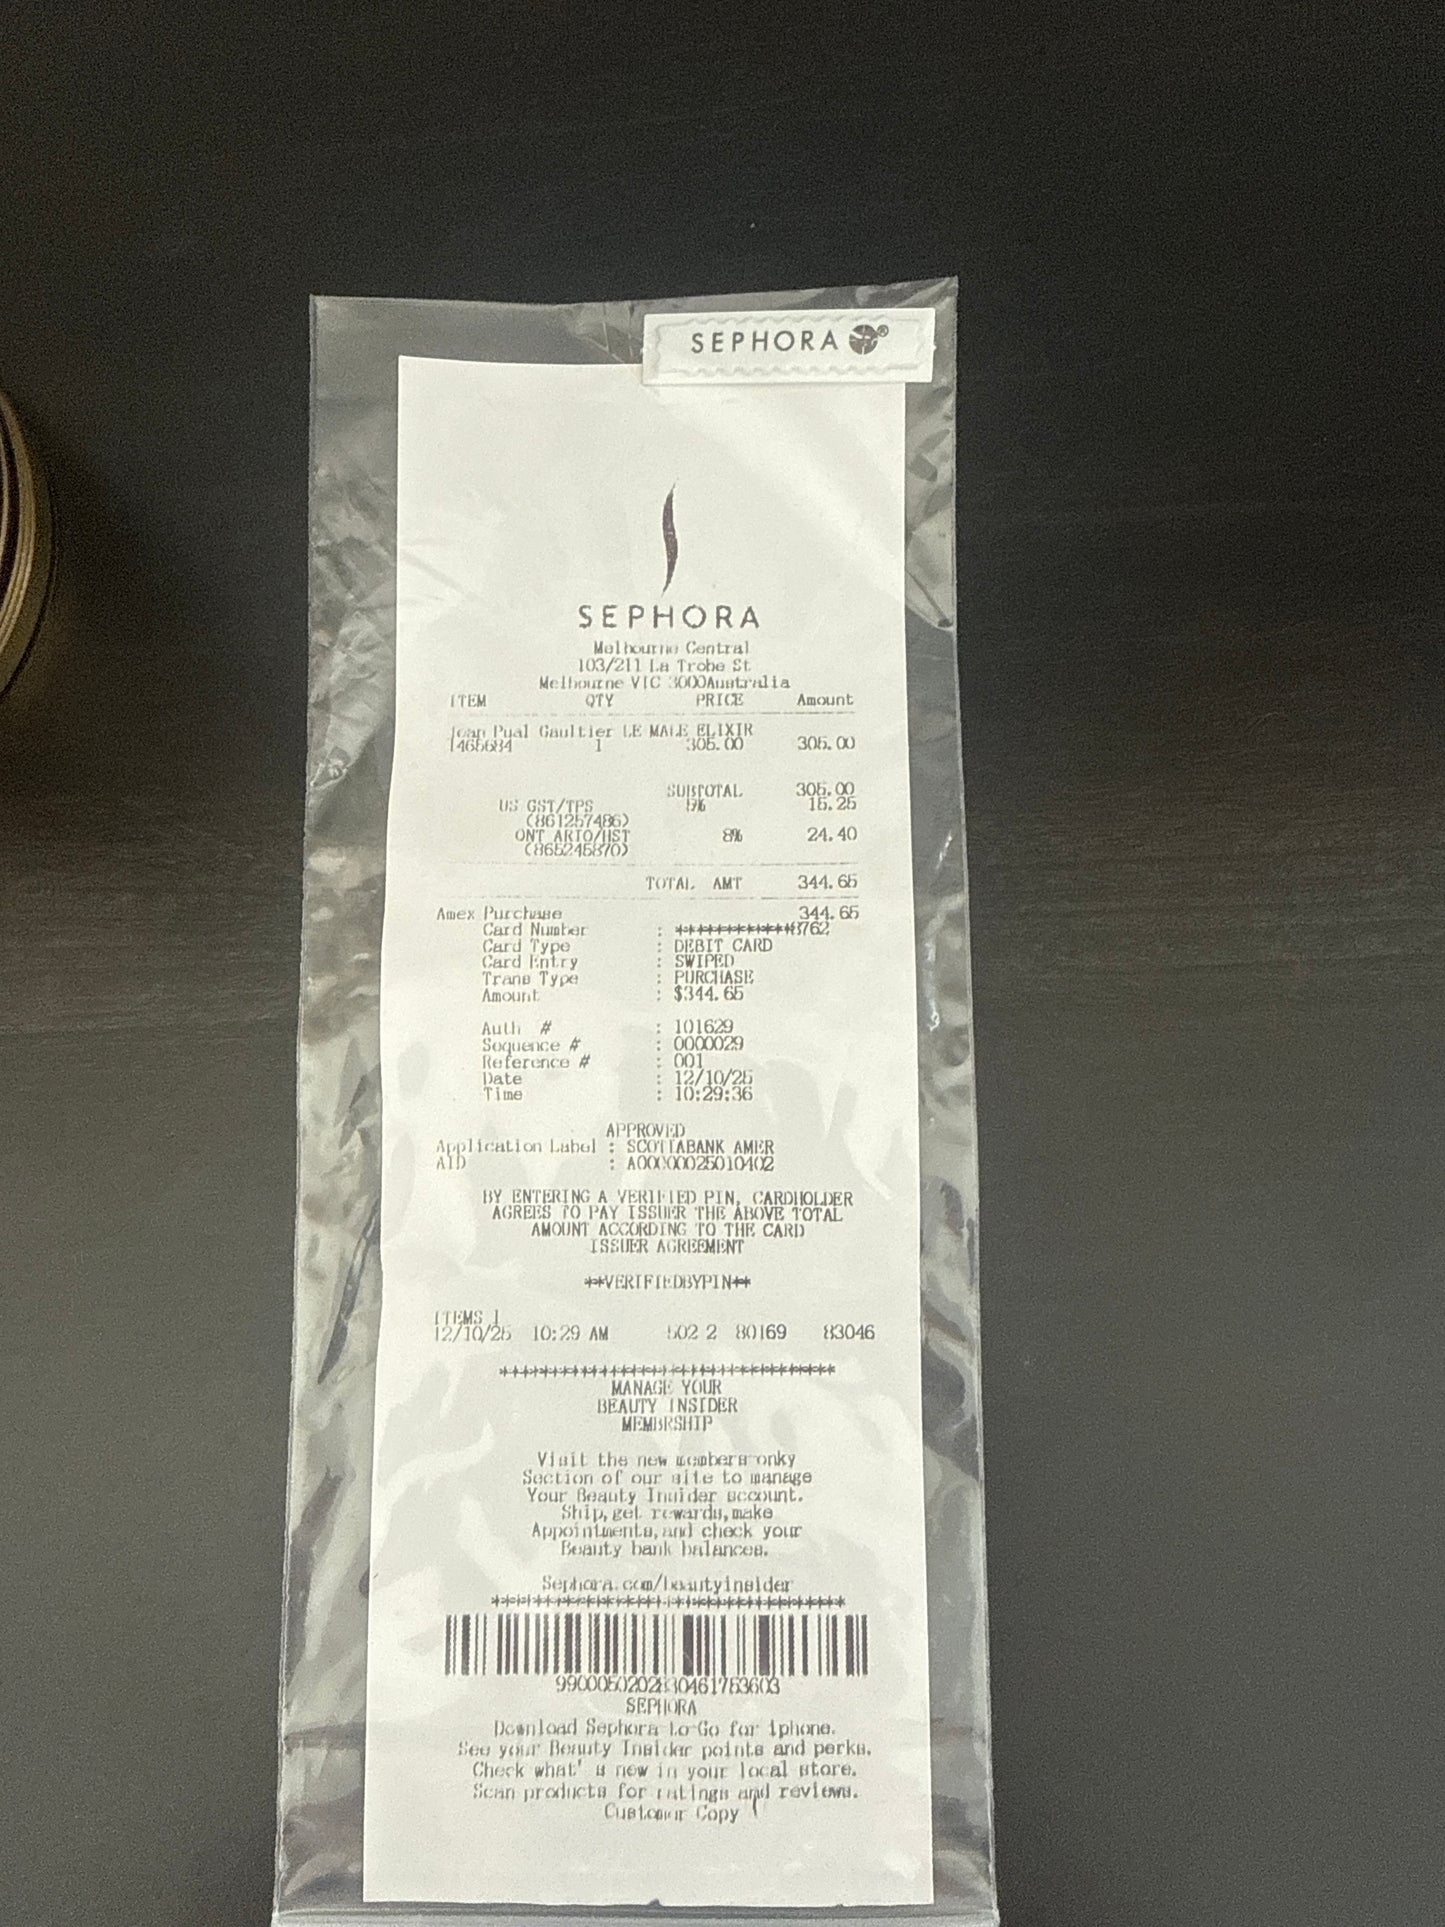 SEPHORA
SEPHORA
Melbourne Central
103/211 La Trobe St
Melbourne VIC 3000Australia
ITEM QTY PRICE Amount
Jean Pual Gaultier LE MALE ELIXIR
1465684 1 305.00 305.00
SUBTOTAL 305.00
US GST/TPS 5% 15.25
(861257486)
ONT ARIO/HST 8% 24.40
(865245870)
TOTAL AMT 344.65
Amex Purchase 344.65
Card Number : ************8762
Card Type : DEBIT CARD
Card Entry : SWIPED
Trans Type : PURCHASE
Amount : $344.65
Auth # : 101629
Sequence # : 0000029
Reference # : 001
Date : 12/10/25
Time : 10:29:36
APPROVED
Application Label : SCOTIABANK AMER
AID : A00000025010402
BY ENTERING A VERIFIED PIN, CARDHOLDER
AGREES TO PAY ISSUER THE ABOVE TOTAL
AMOUNT ACCORDING TO THE CARD
ISSUER AGREEMENT
**VERIFIEDBYPIN**
ITEMS 1
12/10/25 10:29 AM 502 2 80169 83046
**********************************
MANAGE YOUR
BEAUTY INSIDER
MEMBRSHIP
Visit the new members-onky
Section of our site to manage
Your Beauty Insider account.
Ship,get rewards,make
Appointments,and check your
Beauty bank balances.
Sephora.com/beautyinsider
************************************
9900050202830461753603
SEPHORA
Download Sephora to-Go for iphone.
See your Beauty Insider points and perks.
Check what's new in your local store.
Scan products for ratings and reviews.
Customer Copy